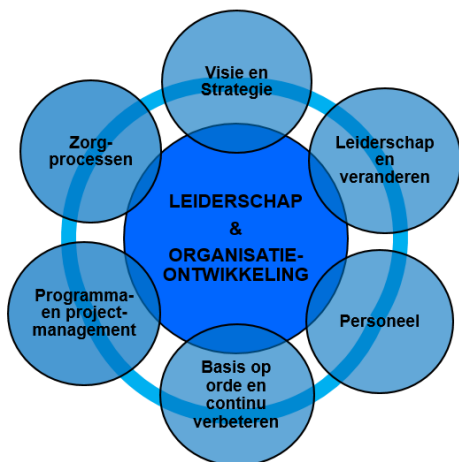 Visie en
Strategie
Zorg-
processen
Leiderschap
en
veranderen
LEIDERSCHAP
&
ORGANISATIE-
ONTWIKKELING
Programma-
en project-
management
Personeel
Basis op
orde en
continu
verbeteren